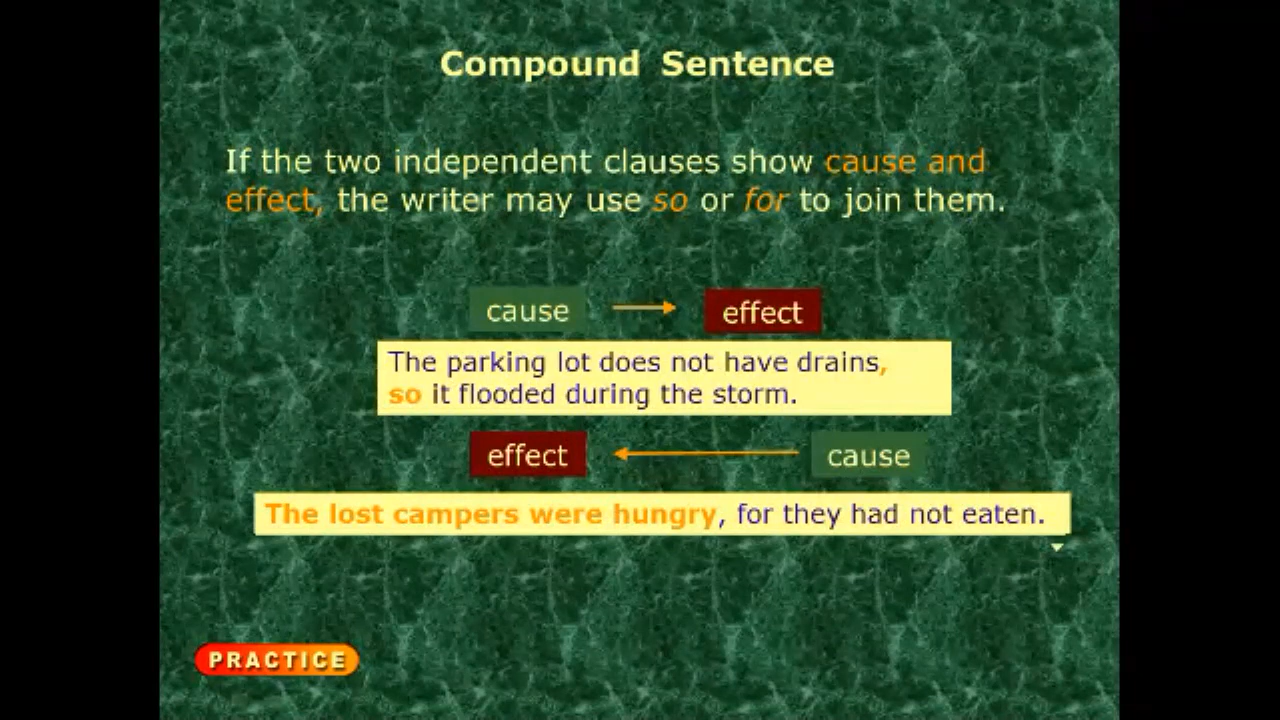 Compound Sentence
If the two independent clauses show cause and
effect, the writer may use so or for to join them.
cause
effect
The parking lot does not have drains,
so it flooded during the storm.
effect
cause
The lost campers were hungry, for they had not eaten.
PRACTICE